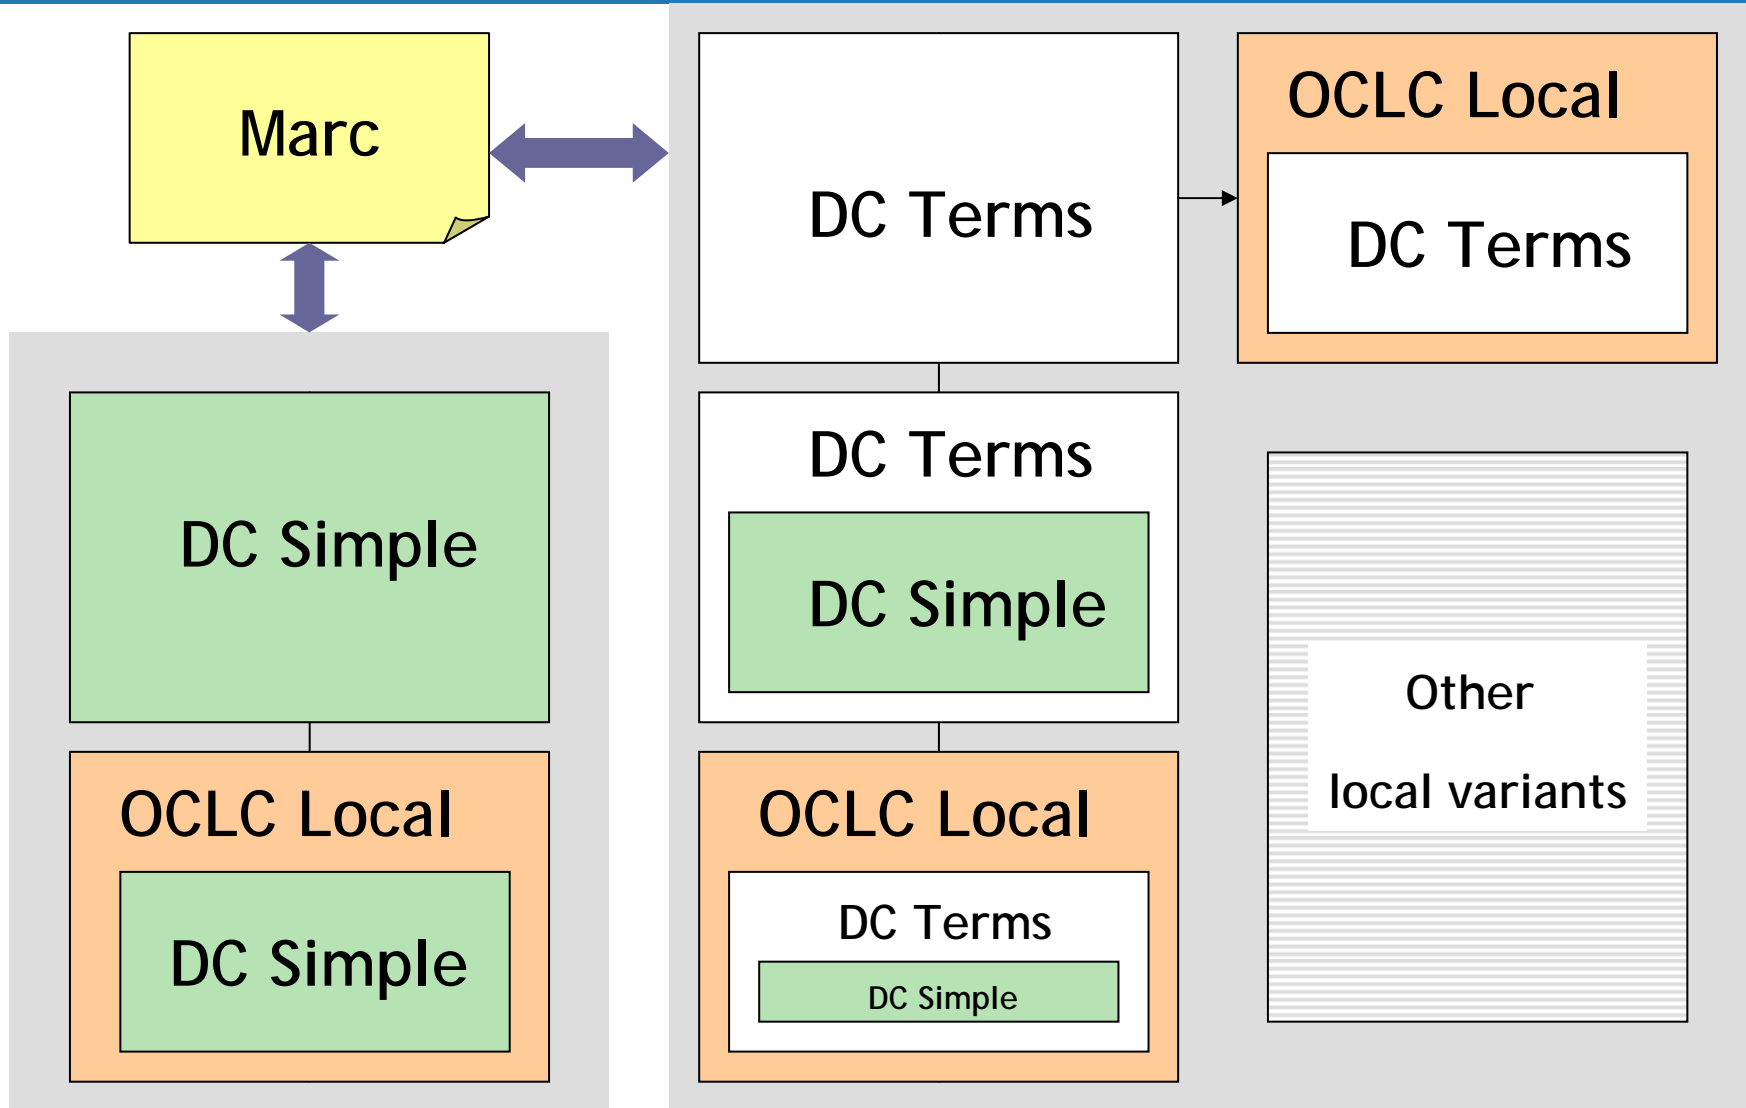 Marc
DC Simple
OCLC Local
DC Simple
DC Terms
DC Terms
DC Simple
OCLC Local
DC Terms
DC Simple
OCLC Local
DC Terms
Other
local variants